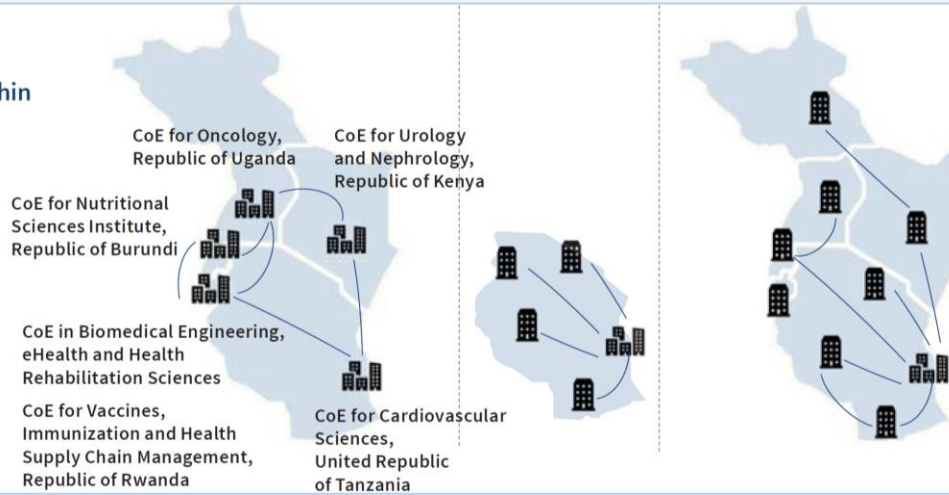 CoE for Oncology,
Republic of Uganda
CoE for Urology
and Nephrology,
Republic of Kenya
CoE for Nutritional
Sciences Institute,
Republic of Burundi
CoE in Biomedical Engineering,
eHealth and Health
Rehabilitation Sciences
CoE for Vaccines,
Immunization and Health
Supply Chain Management,
Republic of Rwanda
CoE for Cardiovascular
Sciences,
United Republic
of Tanzania